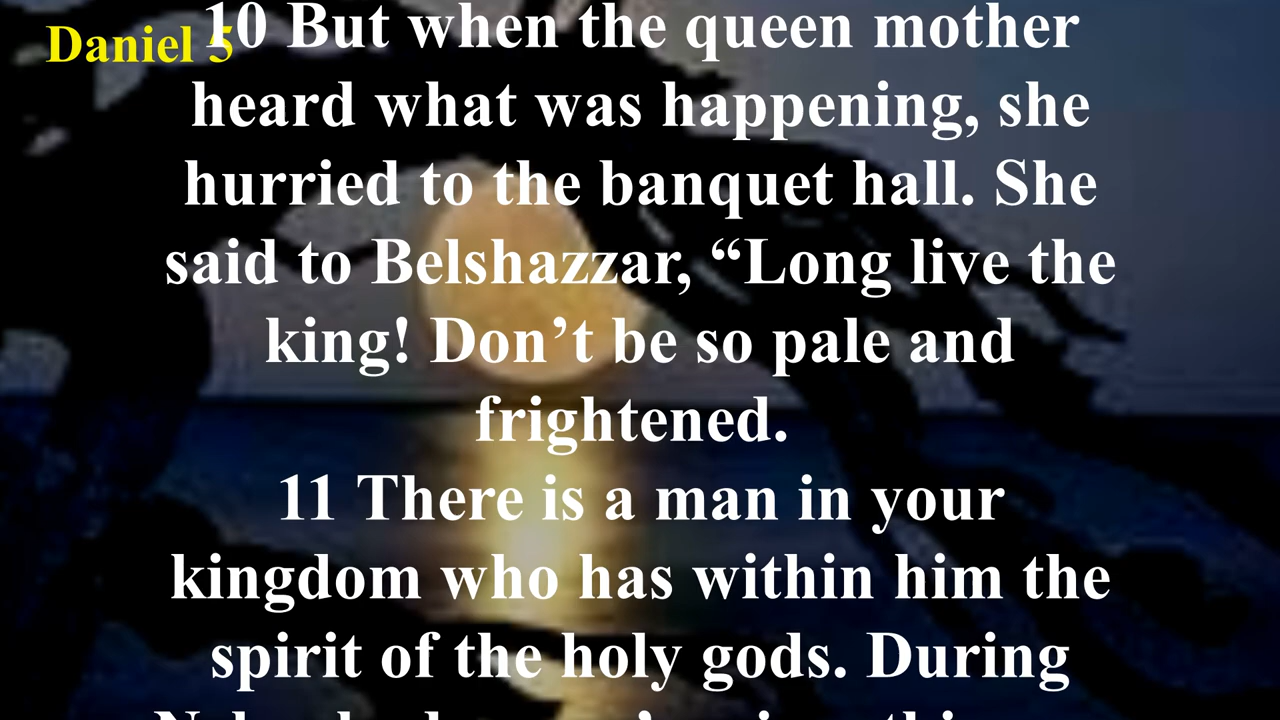 Daniel 5
10 But when the queen mother
heard what was happening, she
hurried to the banquet hall. She
said to Belshazzar, “Long live the
king! Don’t be so pale and
frightened.
11 There is a man in your
kingdom who has within him the
spirit of the holy gods. During